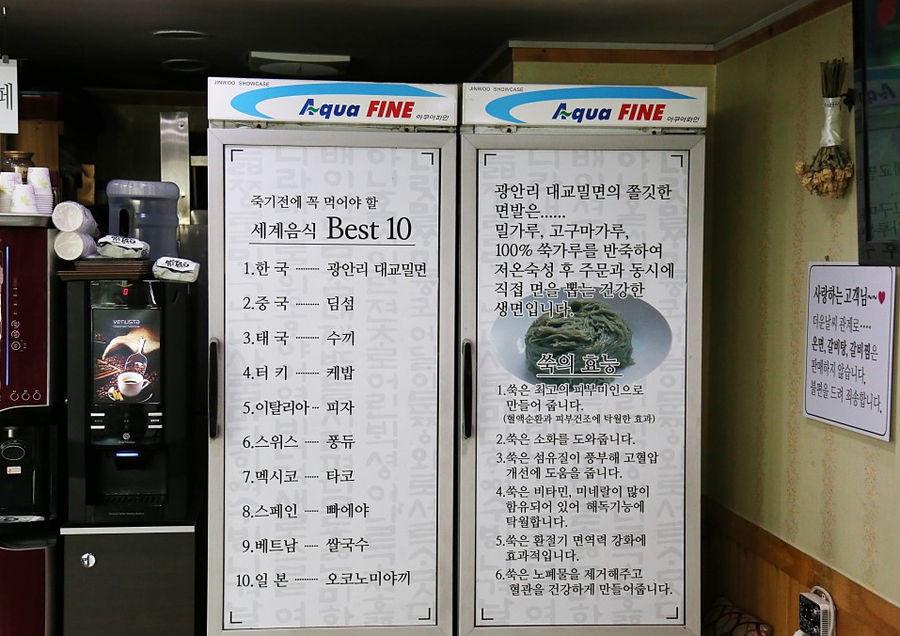 페
JINWOO SHOWCASE
Aqua FINE
아쿠아파인
죽기전에 꼭 먹어야 할
세계음식 Best 10
1.한 국 ········ 광안리 대교밀면
2.중 국 ········ 딤섬
3.태 국 ········ 수끼
4.터 키 ········ 케밥
5.이탈리아 ··· 피자
6.스위스 ····· 퐁듀
7.멕시코 ····· 타코
8.스페인 ····· 빠에야
9.베트남 ····· 쌀국수
10.일 본 ········ 오코노미야끼
JINWOO SHOWCASE
Aqua FINE
아쿠아파인
광안리 대교밀면의 쫄깃한
면발은......
밀가루, 고구마가루,
100% 쑥가루를 반죽하여
저온숙성 후 주문과 동시에
직접 면을 뽑는 건강한
생면입니다.
쑥의 효능
1.쑥은 최고의 피부미인으로
만들어 줍니다.
(혈액순환과 피부건조에 탁월한 효과)
2.쑥은 소화를 도와줍니다.
3.쑥은 섬유질이 풍부해 고혈압
개선에 도움을 줍니다.
4.쑥은 비타민, 미네랄이 많이
함유되어 있어 해독기능에
탁월합니다.
5.쑥은 환절기 면역력 강화에
효과적입니다.
6.쑥은 노폐물을 제거해주고
혈관을 건강하게 만들어줍니다.
사랑하는 고객님~~♥
더운날씨 관계로····
온면, 갈비탕, 갈비찜은
판매하지 않습니다.
불편을 드려 죄송합니다.
VENUSTA